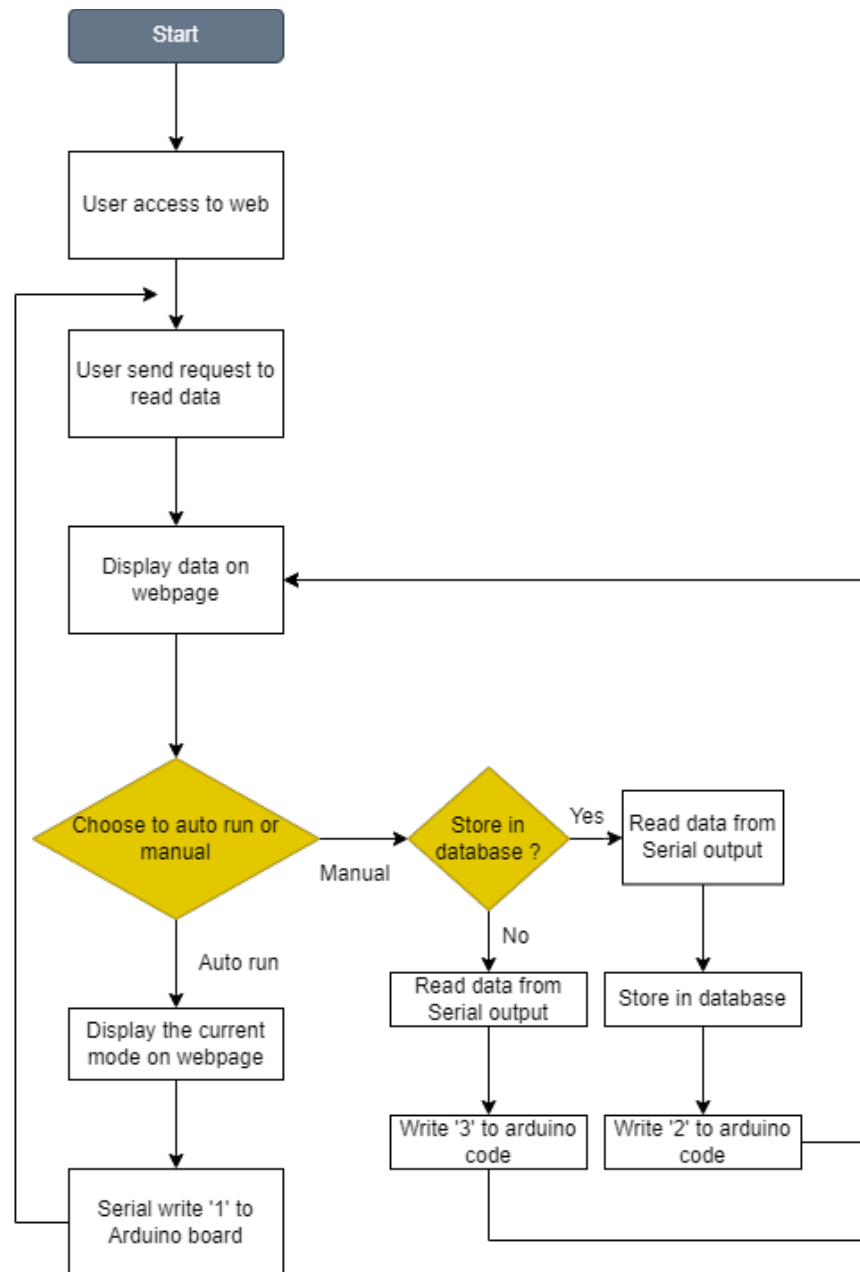 Start
User access to web
User send request to
read data
Display data on
webpage
Choose to auto run or
manual
Manual
Store in
database ?
Yes
Read data from
Serial output
No
Auto run
Read data from
Serial output
Store in database
Display the current
mode on webpage
Write '3' to arduino
code
Write '2' to arduino
code
Serial write '1' to
Arduino board